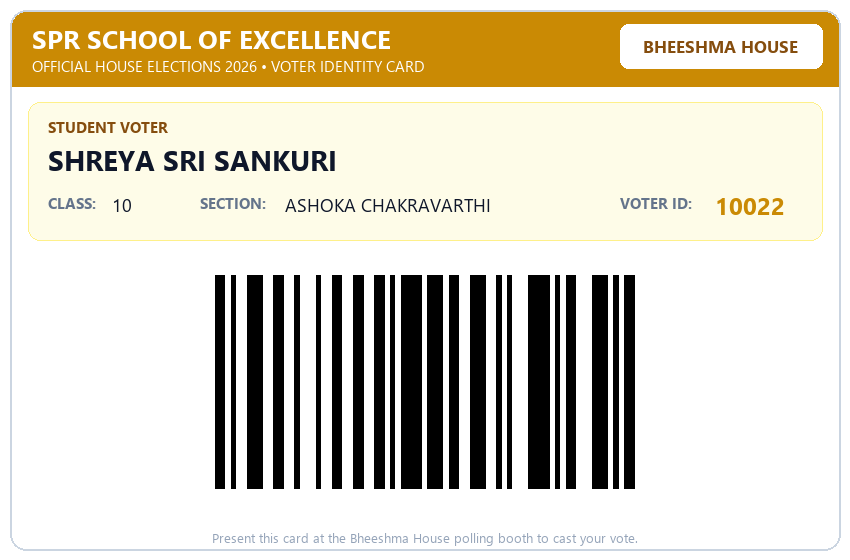 SPR SCHOOL OF EXCELLENCE
OFFICIAL HOUSE ELECTIONS 2026 • VOTER IDENTITY CARD
BHEESHMA HOUSE
STUDENT VOTER
SHREYA SRI SANKURI
CLASS: 10 SECTION: ASHOKA CHAKRAVARTHI VOTER ID: 10022
Present this card at the Bheeshma House polling booth to cast your vote.